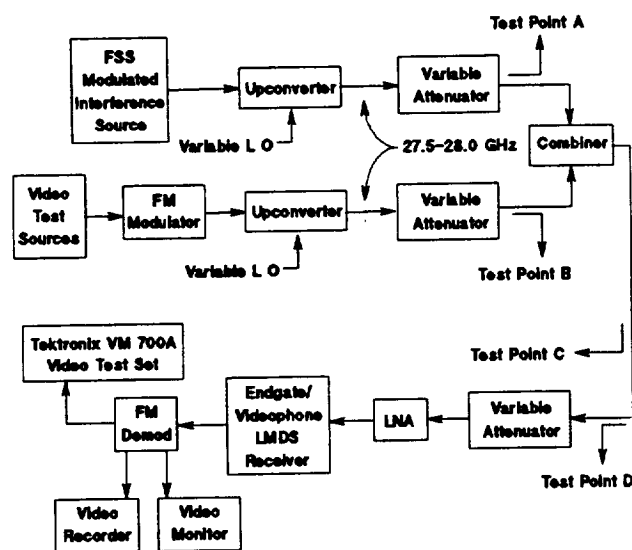 FSS
Modulated
Interference
Source
Upconverter
Variable
Attenuator
Test Point A
Variable L O
27.5-28.0 GHz
Combiner
Video
Test
Sources
FM
Modulator
Upconverter
Variable
Attenuator
Variable L O
Test Point B
Tektronix VM 700A
Video Test Set
Test Point C
FM
Demod
Endgate/
Videophone
LMDS
Receiver
LNA
Variable
Attenuator
Test Point D
Video
Recorder
Video
Monitor